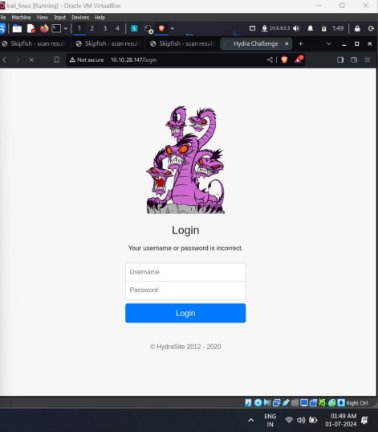 kali_linux [Running] - Oracle VM VirtualBox
File Machine View Input Devices Help
1 2 3 4 1:49
Skipfish - scan result Skipfish - scan result Skipfish - scan result Hydra Challenge
Not secure 10.10.28.147/login
Login
Your username or password is incorrect.
Username
Password
Login
© HydraSite 2012 - 2020
Right Ctrl
ENG 01:49 AM
IN 01-07-2024